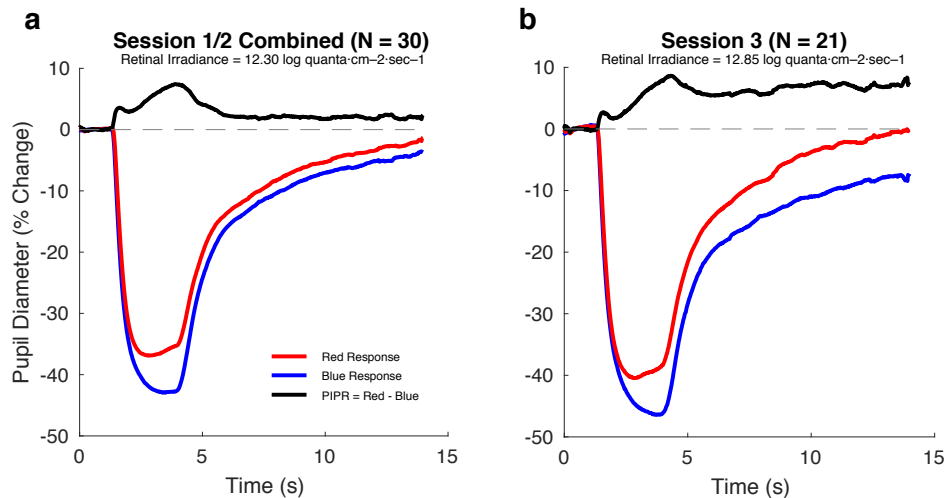 a
Session 1/2 Combined (N = 30)
Retinal Irradiance = 12.30 log quanta·cm–2·sec–1
10
0
-10
-20
-30
-40
-50
0
5
10
15
Pupil Diameter (% Change)
Time (s)
Red Response
Blue Response
PIPR = Red - Blue
b
Session 3 (N = 21)
Retinal Irradiance = 12.85 log quanta·cm–2·sec–1
10
0
-10
-20
-30
-40
-50
0
5
10
15
Time (s)